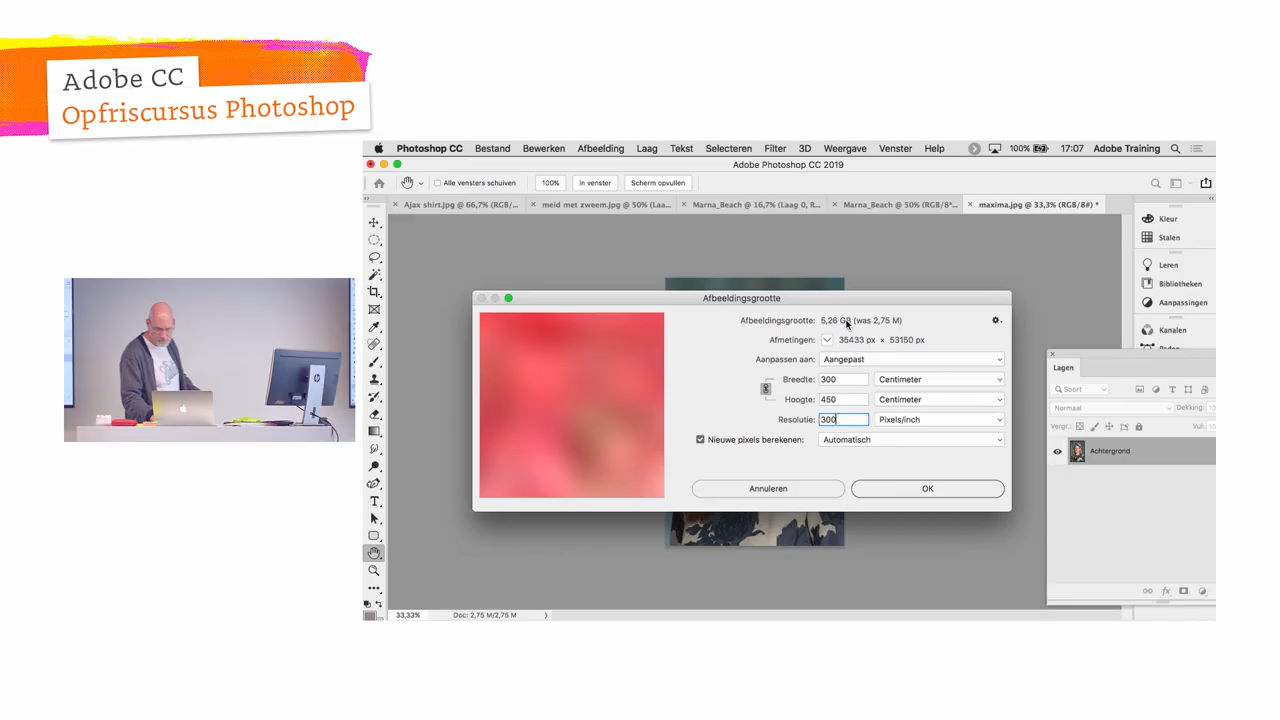 Adobe CC
Opfriscursus Photoshop
Photoshop CC Bestand Bewerken Afbeelding Laag Tekst Selecteren Filter 3D Weergave Venster Help 100% 17:07 Adobe Training
Adobe Photoshop CC 2019
Alle vensters schuiven 100% In venster Scherm opvullen
Ajax shirt.jpg @ 66,7% (RGB/... meid met zweem.jpg @ 50% (Laa... Marna_Beach @ 16,7% (Laag 0, R... Marna_Beach @ 50% (RGB/8*... maxima.jpg @ 33,3% (RGB/8#) *
Kleur
Stalen
Leren
Bibliotheken
Aanpassingen
Kanalen
Afbeeldingsgrootte
Afbeeldingsgrootte: 5,26 GB (was 2,75 M)
Afmetingen: 35433 px × 53150 px
Aanpassen aan: Aangepast
Breedte: 300 Centimeter
Hoogte: 450 Centimeter
Resolutie: 300 Pixels/inch
Nieuwe pixels berekenen: Automatisch
Annuleren OK
Lagen
Soort
Normaal Dekking:
Vergr.: Vul:
Achtergrond
fx
33,33% Doc: 2,75 M/2,75 M
hp